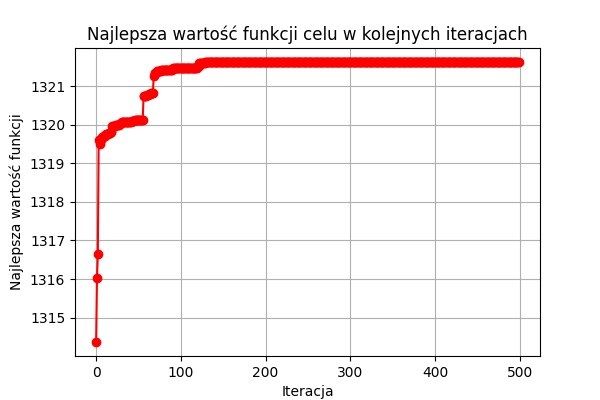 Najlepsza wartość funkcji celu w kolejnych iteracjach
Najlepsza wartość funkcji
1321
1320
1319
1318
1317
1316
1315
0 100 200 300 400 500
Iteracja